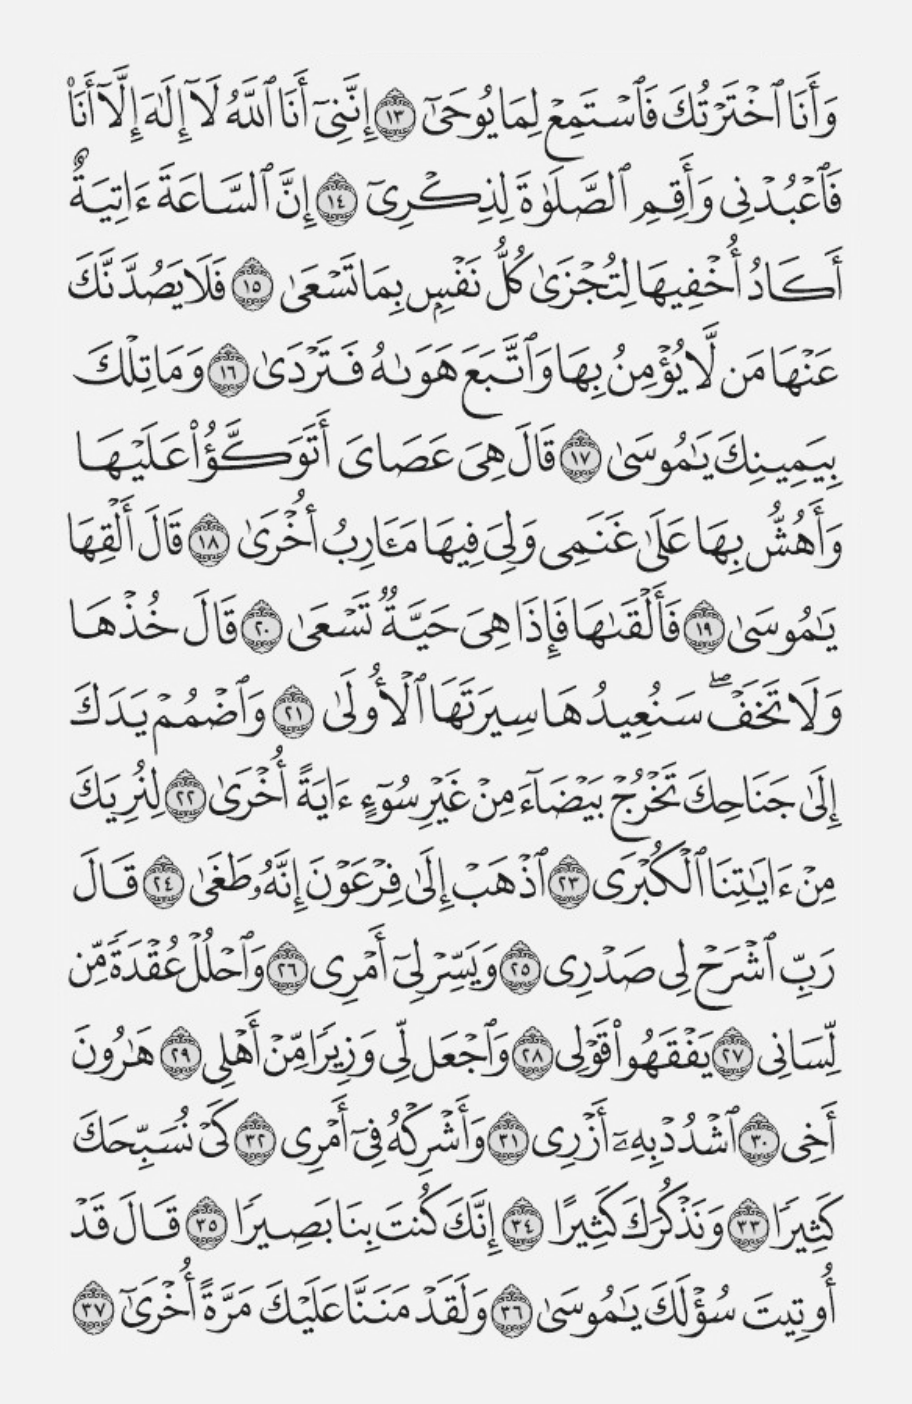 وَأَنَا ٱخۡتَرۡتُكَ فَٱسۡتَمِعۡ لِمَا يُوحَىٰٓ ١٣ إِنَّنِيٓ أَنَا ٱللَّهُ لَآ إِلَٰهَ إِلَّآ أَنَا۠
فَٱعۡبُدۡنِي وَأَقِمِ ٱلصَّلَوٰةَ لِذِكۡرِيٓ ١٤ إِنَّ ٱلسَّاعَةَ ءَاتِيَةٌ
أَكَادُ أُخۡفِيهَا لِتُجۡزَىٰ كُلُّ نَفۡسِۭ بِمَا تَسۡعَىٰ ١٥ فَلَا يَصُدَّنَّكَ
عَنۡهَا مَن لَّا يُؤۡمِنُ بِهَا وَٱتَّبَعَ هَوَىٰهُ فَتَرۡدَىٰ ١٦ وَمَا تِلۡكَ
بِيَمِينِكَ يَٰمُوسَىٰ ١٧ قَالَ هِيَ عَصَايَ أَتَوَكَّؤُاْ عَلَيۡهَا
وَأَهُشُّ بِهَا عَلَىٰ غَنَمِي وَلِيَ فِيهَا مَـَٔارِبُ أُخۡرَىٰ ١٨ قَالَ أَلۡقِهَا
يَٰمُوسَىٰ ١٩ فَأَلۡقَىٰهَا فَإِذَا هِيَ حَيَّةٞ تَسۡعَىٰ ٢٠ قَالَ خُذۡهَا
وَلَا تَخَفۡۖ سَنُعِيدُهَا سِيرَتَهَا ٱلۡأُولَىٰ ٢١ وَٱضۡمُمۡ يَدَكَ
إِلَىٰ جَنَاحِكَ تَخۡرُجۡ بَيۡضَآءَ مِنۡ غَيۡرِ سُوٓءٍ ءَايَةً أُخۡرَىٰ ٢٢ لِنُرِيَكَ
مِنۡ ءَايَٰتِنَا ٱلۡكُبۡرَى ٢٣ ٱذۡهَبۡ إِلَىٰ فِرۡعَوۡنَ إِنَّهُۥ طَغَىٰ ٢٤ قَالَ
رَبِّ ٱشۡرَحۡ لِي صَدۡرِي ٢٥ وَيَسِّرۡ لِيٓ أَمۡرِي ٢٦ وَٱحۡلُلۡ عُقۡدَةٗ مِّن
لِّسَانِي ٢٧ يَفۡقَهُواْ قَوۡلِي ٢٨ وَٱجۡعَل لِّي وَزِيرٗا مِّنۡ أَهۡلِي ٢٩ هَٰرُونَ
أَخِي ٣٠ ٱشۡدُدۡ بِهِۦٓ أَزۡرِي ٣١ وَأَشۡرِكۡهُ فِيٓ أَمۡرِي ٣٢ كَيۡ نُسَبِّحَكَ
كَثِيرٗا ٣٣ وَنَذۡكُرَكَ كَثِيرًا ٣٤ إِنَّكَ كُنتَ بِنَا بَصِيرٗا ٣٥ قَالَ قَدۡ
أُوتِيتَ سُؤۡلَكَ يَٰمُوسَىٰ ٣٦ وَلَقَدۡ مَنَنَّا عَلَيۡكَ مَرَّةً أُخۡرَىٰٓ ٣٧